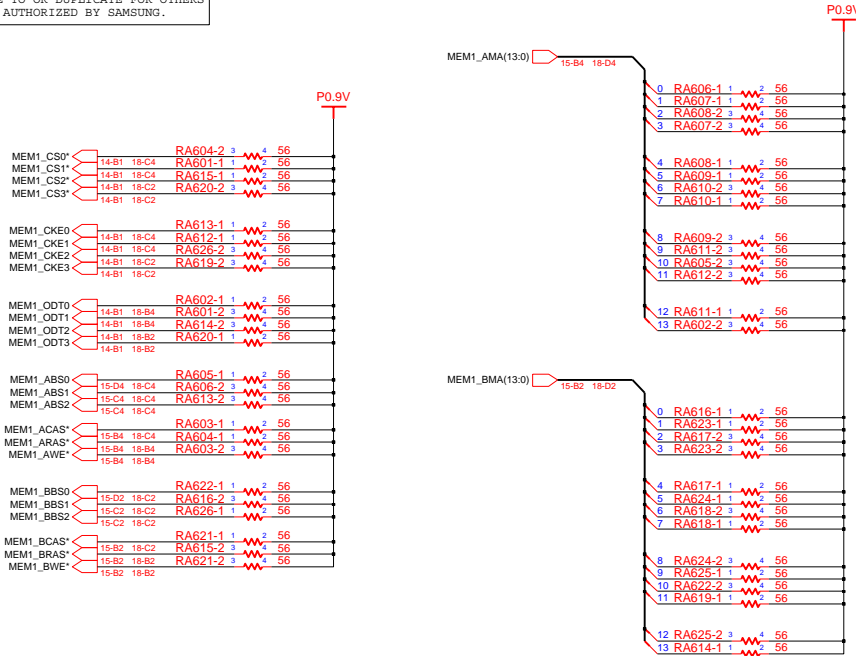 AUTHORIZED BY SAMSUNG.
P0.9V
MEM1_CS0* 14-B1 18-C4 RA604-2 3 4 56
MEM1_CS1* 14-B1 18-C4 RA601-1 1 2 56
MEM1_CS2* 14-B1 18-C2 RA615-1 1 2 56
MEM1_CS3* 14-B1 18-C2 RA620-2 3 4 56
MEM1_CKE0 14-B1 18-C4 RA613-1 1 2 56
MEM1_CKE1 14-B1 18-C4 RA612-1 1 2 56
MEM1_CKE2 14-B1 18-C2 RA626-2 3 4 56
MEM1_CKE3 14-B1 18-C2 RA619-2 3 4 56
MEM1_ODT0 14-B1 18-B4 RA602-1 1 2 56
MEM1_ODT1 14-B1 18-B4 RA601-2 3 4 56
MEM1_ODT2 14-B1 18-B2 RA614-2 3 4 56
MEM1_ODT3 14-B1 18-B2 RA620-1 1 2 56
MEM1_ABS0 15-D4 18-C4 RA605-1 1 2 56
MEM1_ABS1 15-C4 18-C4 RA606-2 3 4 56
MEM1_ABS2 15-C4 18-C4 RA613-2 3 4 56
MEM1_ACAS* 15-B4 18-C4 RA603-1 1 2 56
MEM1_ARAS* 15-B4 18-B4 RA604-1 1 2 56
MEM1_AWE* 15-B4 18-B4 RA603-2 3 4 56
MEM1_BBS0 15-D2 18-C2 RA622-1 1 2 56
MEM1_BBS1 15-C2 18-C2 RA616-2 3 4 56
MEM1_BBS2 15-C2 18-C2 RA626-1 1 2 56
MEM1_BCAS* 15-B2 18-C2 RA621-1 1 2 56
MEM1_BRAS* 15-B2 18-B2 RA615-2 3 4 56
MEM1_BWE* 15-B2 18-B2 RA621-2 3 4 56
P0.9V
MEM1_AMA(13:0) 15-B4 18-D4
0 RA606-1 1 2 56
1 RA607-1 1 2 56
2 RA608-2 3 4 56
3 RA607-2 3 4 56
4 RA608-1 1 2 56
5 RA609-1 1 2 56
6 RA610-2 3 4 56
7 RA610-1 1 2 56
8 RA609-2 3 4 56
9 RA611-2 3 4 56
10 RA605-2 3 4 56
11 RA612-2 3 4 56
12 RA611-1 1 2 56
13 RA602-2 3 4 56
MEM1_BMA(13:0) 15-B2 18-D2
0 RA616-1 1 2 56
1 RA623-1 1 2 56
2 RA617-2 3 4 56
3 RA623-2 3 4 56
4 RA617-1 1 2 56
5 RA624-1 1 2 56
6 RA618-2 3 4 56
7 RA618-1 1 2 56
8 RA624-2 3 4 56
9 RA625-1 1 2 56
10 RA622-2 3 4 56
11 RA619-1 1 2 56
12 RA625-2 3 4 56
13 RA614-1 1 2 56